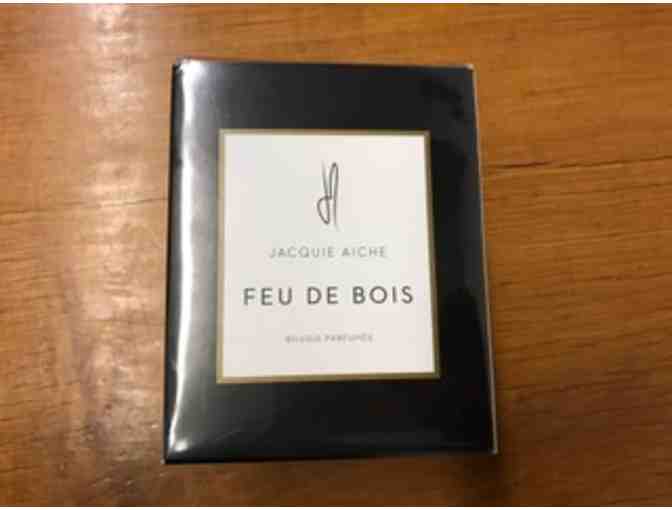 JACQUIE AICHE
FEU DE BOIS
BOUGIE PARFUMÉE